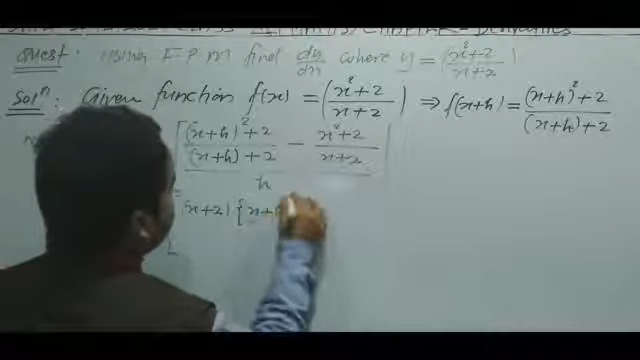 Quest: Using F.P.M find dy/dx where y = (x²+2 / x+2)
Solⁿ: Given function f(x) = (x²+2 / x+2) ⇒ f(x+h) = (x+h)²+2 / (x+h)+2
[(x+h)²+2 / (x+h)+2 − x²+2 / x+2 / h]
(x+2) {x+